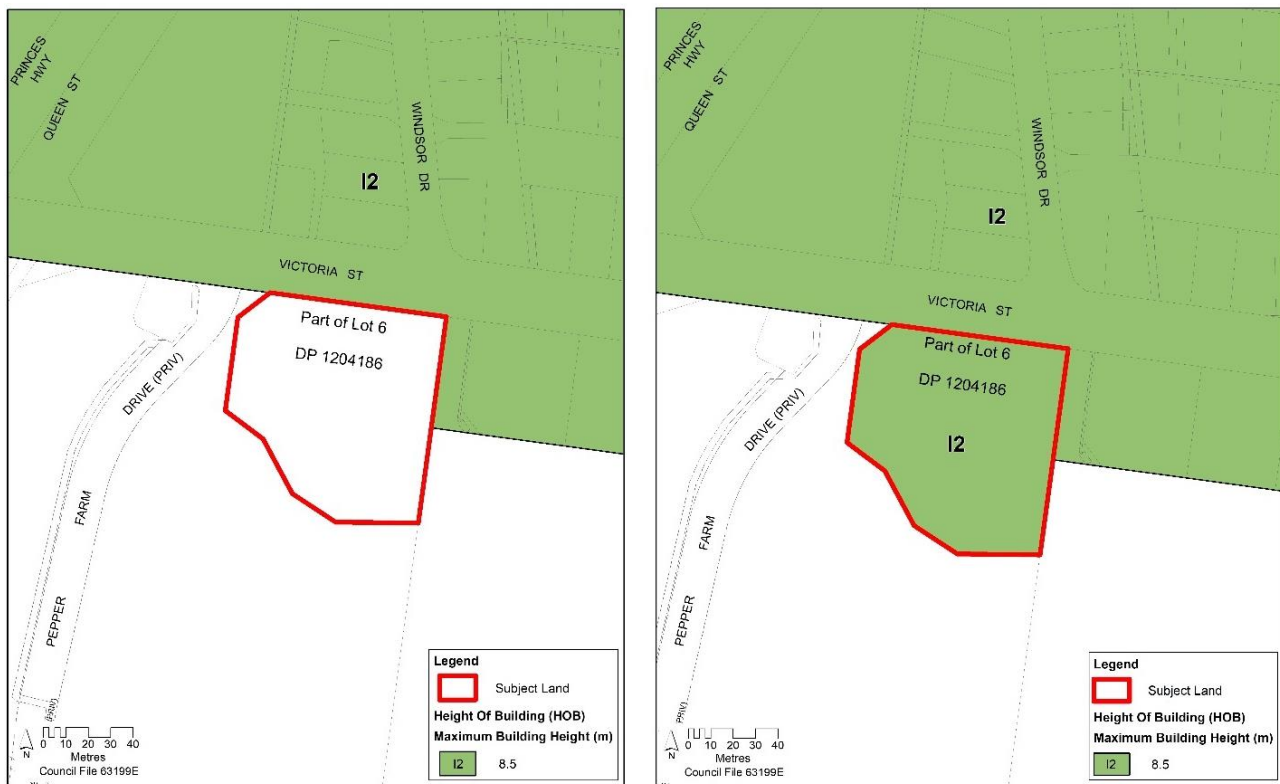 PRINCES
HWY
QUEEN ST
WINDSOR DR
I2
VICTORIA ST
Part of Lot 6
DP 1204186
DRIVE (PRIV)
FARM
PEPPER
(PRIV)
N
0 10 20 30 40
Metres
Council File 63199E
Legend
Subject Land
Height Of Building (HOB)
Maximum Building Height (m)
I2 8.5
PRINCES
HWY
QUEEN ST
WINDSOR DR
I2
VICTORIA ST
Part of Lot 6
DP 1204186
I2
DRIVE (PRIV)
FARM
PEPPER
N
0 10 20 30 40
Metres
Council File 63199E
Legend
Subject Land
Height Of Building (HOB)
Maximum Building Height (m)
I2 8.5